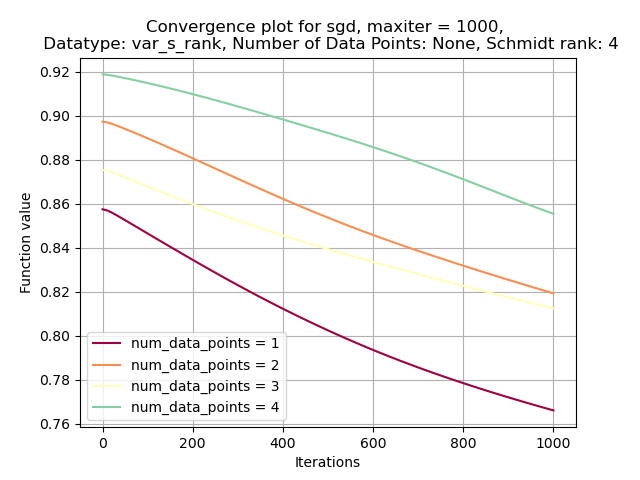 Convergence plot for sgd, maxiter = 1000,
Datatype: var_s_rank, Number of Data Points: None, Schmidt rank: 4
0.92
0.90
0.88
0.86
0.84
0.82
0.80
0.78
0.76
Function value
num_data_points = 1
num_data_points = 2
num_data_points = 3
num_data_points = 4
0 200 400 600 800 1000
Iterations